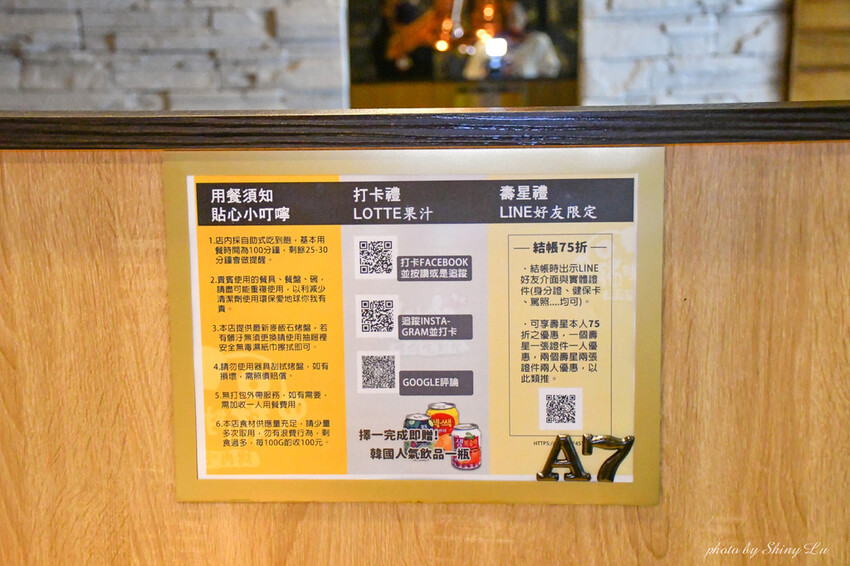 用餐須知
貼心小叮嚀
1.店內採自助式吃到飽，基本用
餐時間為100分鐘，剩餘25-30
分鐘會做提醒。
2.貴賓使用的餐具、餐盤、碗，
請盡可能重複使用，以利減少
清潔劑使用環保愛地球你我有
責。
3.本店提供最新麥飯石烤盤，若
有髒汙無須更換請使用抽屜裡
安全無毒濕紙巾擦拭即可。
4.請勿使用器具刮拭烤盤，如有
損壞，需照價賠償。
5.無打包外帶服務，如有需要，
需加收一人用餐費用。
6.本店食材供應量充足，請少量
多次取用，勿有浪費行為，剩
食過多，每100G酌收100元。
打卡禮
LOTTE果汁
打卡FACEBOOK
並按讚或是追蹤
追蹤INSTA-
GRAM並打卡
GOOGLE評論
擇一完成即贈!
韓國人氣飲品一瓶
壽星禮
LINE好友限定
結帳75折
．結帳時出示LINE
好友介面與實體證
件(身分證、健保卡
、駕照....均可)。
．可享壽星本人75
折之優惠，一個壽
星一張證件一人優
惠，兩個壽星兩張
證件兩人優惠，以
此類推。
A7
photo by Shiny Lu